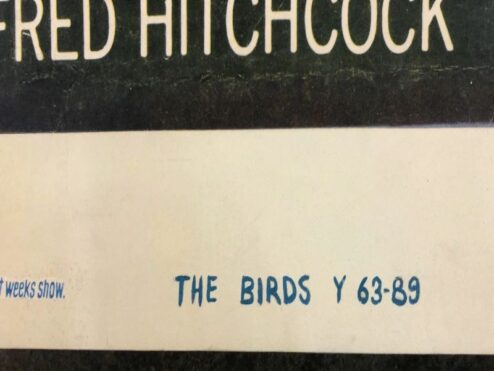 FRED HITCHCOCK
t weeks show.
THE BIRDS Y 63-89